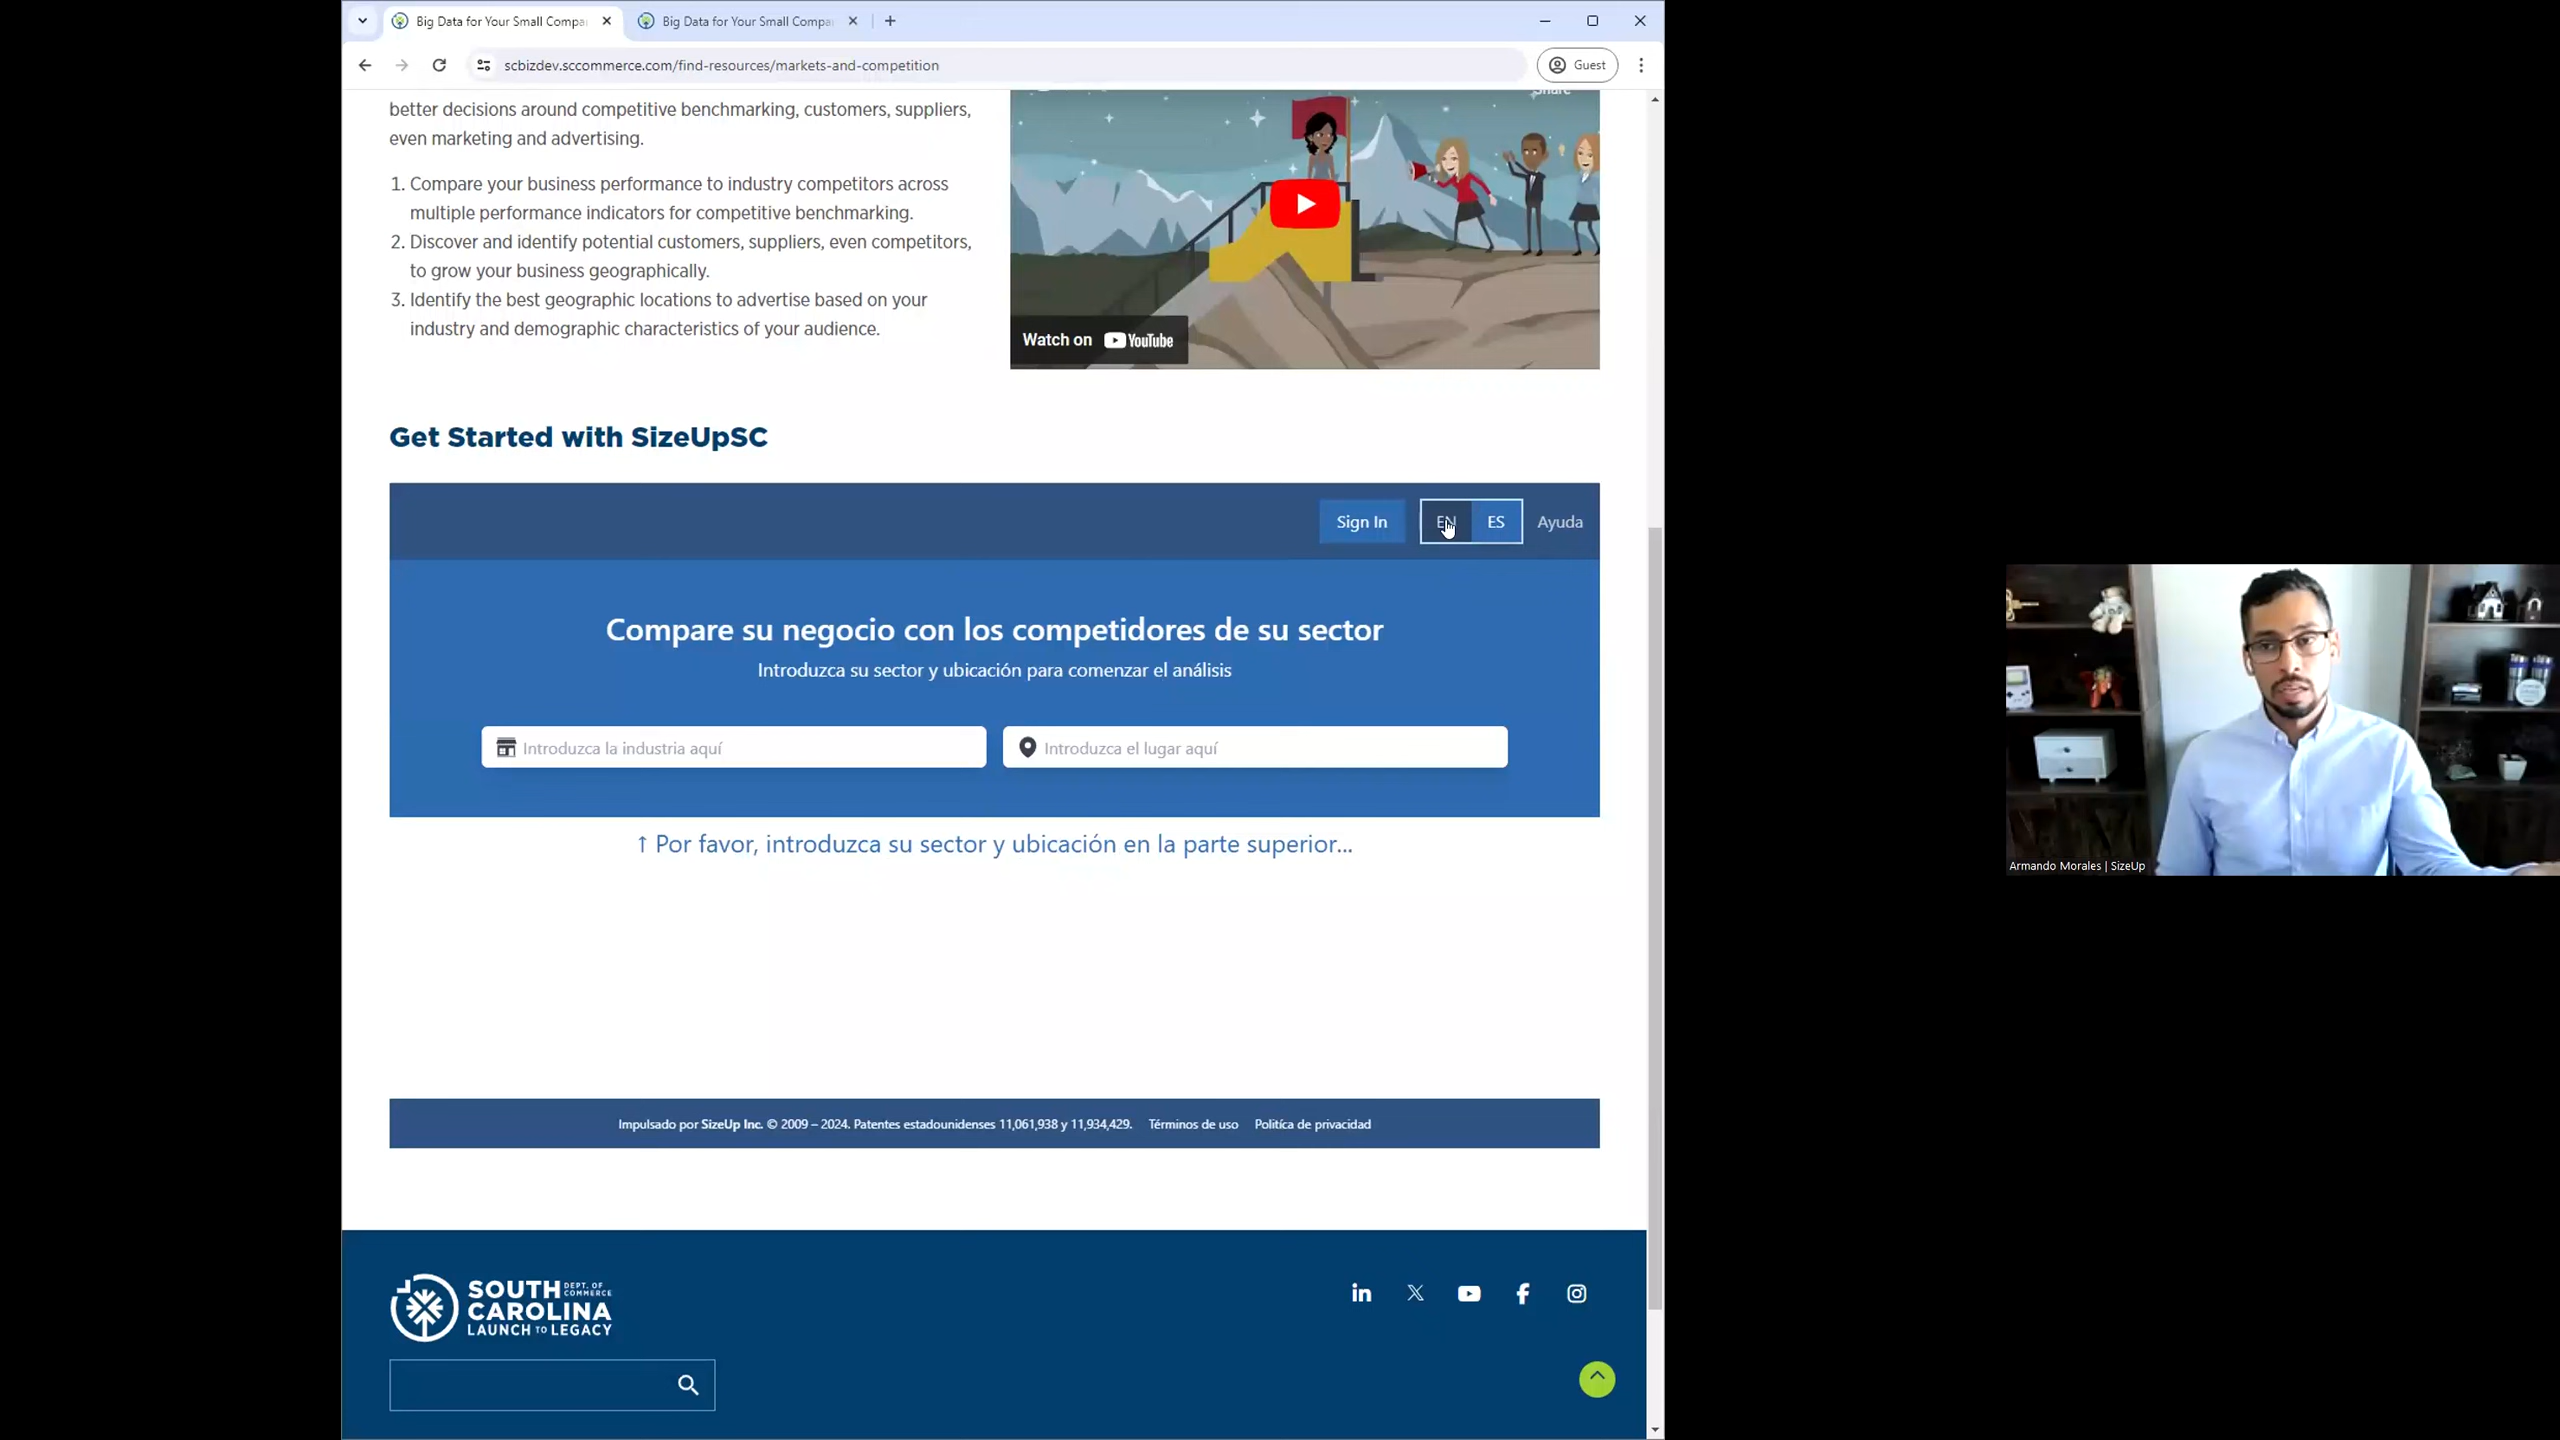 Big Data for Your Small Compa
Big Data for Your Small Compa
scbizdev.sccommerce.com/find-resources/markets-and-competition
Guest
better decisions around competitive benchmarking, customers, suppliers,
even marketing and advertising.
1. Compare your business performance to industry competitors across
multiple performance indicators for competitive benchmarking.
2. Discover and identify potential customers, suppliers, even competitors,
to grow your business geographically.
3. Identify the best geographic locations to advertise based on your
industry and demographic characteristics of your audience.
Share
Watch on YouTube
Get Started with SizeUpSC
Sign In
EN
ES
Ayuda
Compare su negocio con los competidores de su sector
Introduzca su sector y ubicación para comenzar el análisis
Introduzca la industria aquí
Introduzca el lugar aquí
↑ Por favor, introduzca su sector y ubicación en la parte superior...
Impulsado por SizeUp Inc. © 2009 – 2024. Patentes estadounidenses 11,061,938 y 11,934,429. Términos de uso Politíca de privacidad
SOUTH DEPT. OF COMMERCE
CAROLINA
LAUNCH TO LEGACY
Armando Morales | SizeUp